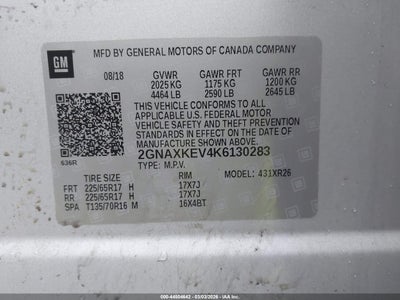 GM
MFD BY GENERAL MOTORS OF CANADA COMPANY
08/18 GVWR GAWR FRT GAWR RR
2025 KG 1175 KG 1200 KG
4464 LB 2590 LB 2645 LB
THIS VEHICLE CONFORMS TO ALL
APPLICABLE U.S. FEDERAL MOTOR
VEHICLE SAFETY AND THEFT PREVENTION
STANDARDS IN EFFECT ON THE DATE
OF MANUFACTURE SHOWN ABOVE.
636R
2GNAXKEV4K6130283
TYPE: M.P.V. MODEL: 431XR26
TIRE SIZE RIM
FRT 225/65R17 H 17X7J
RR 225/65R17 H 17X7J
SPA T135/70R16 M 16X4BT
000-44604642 - 03/03/2026 -